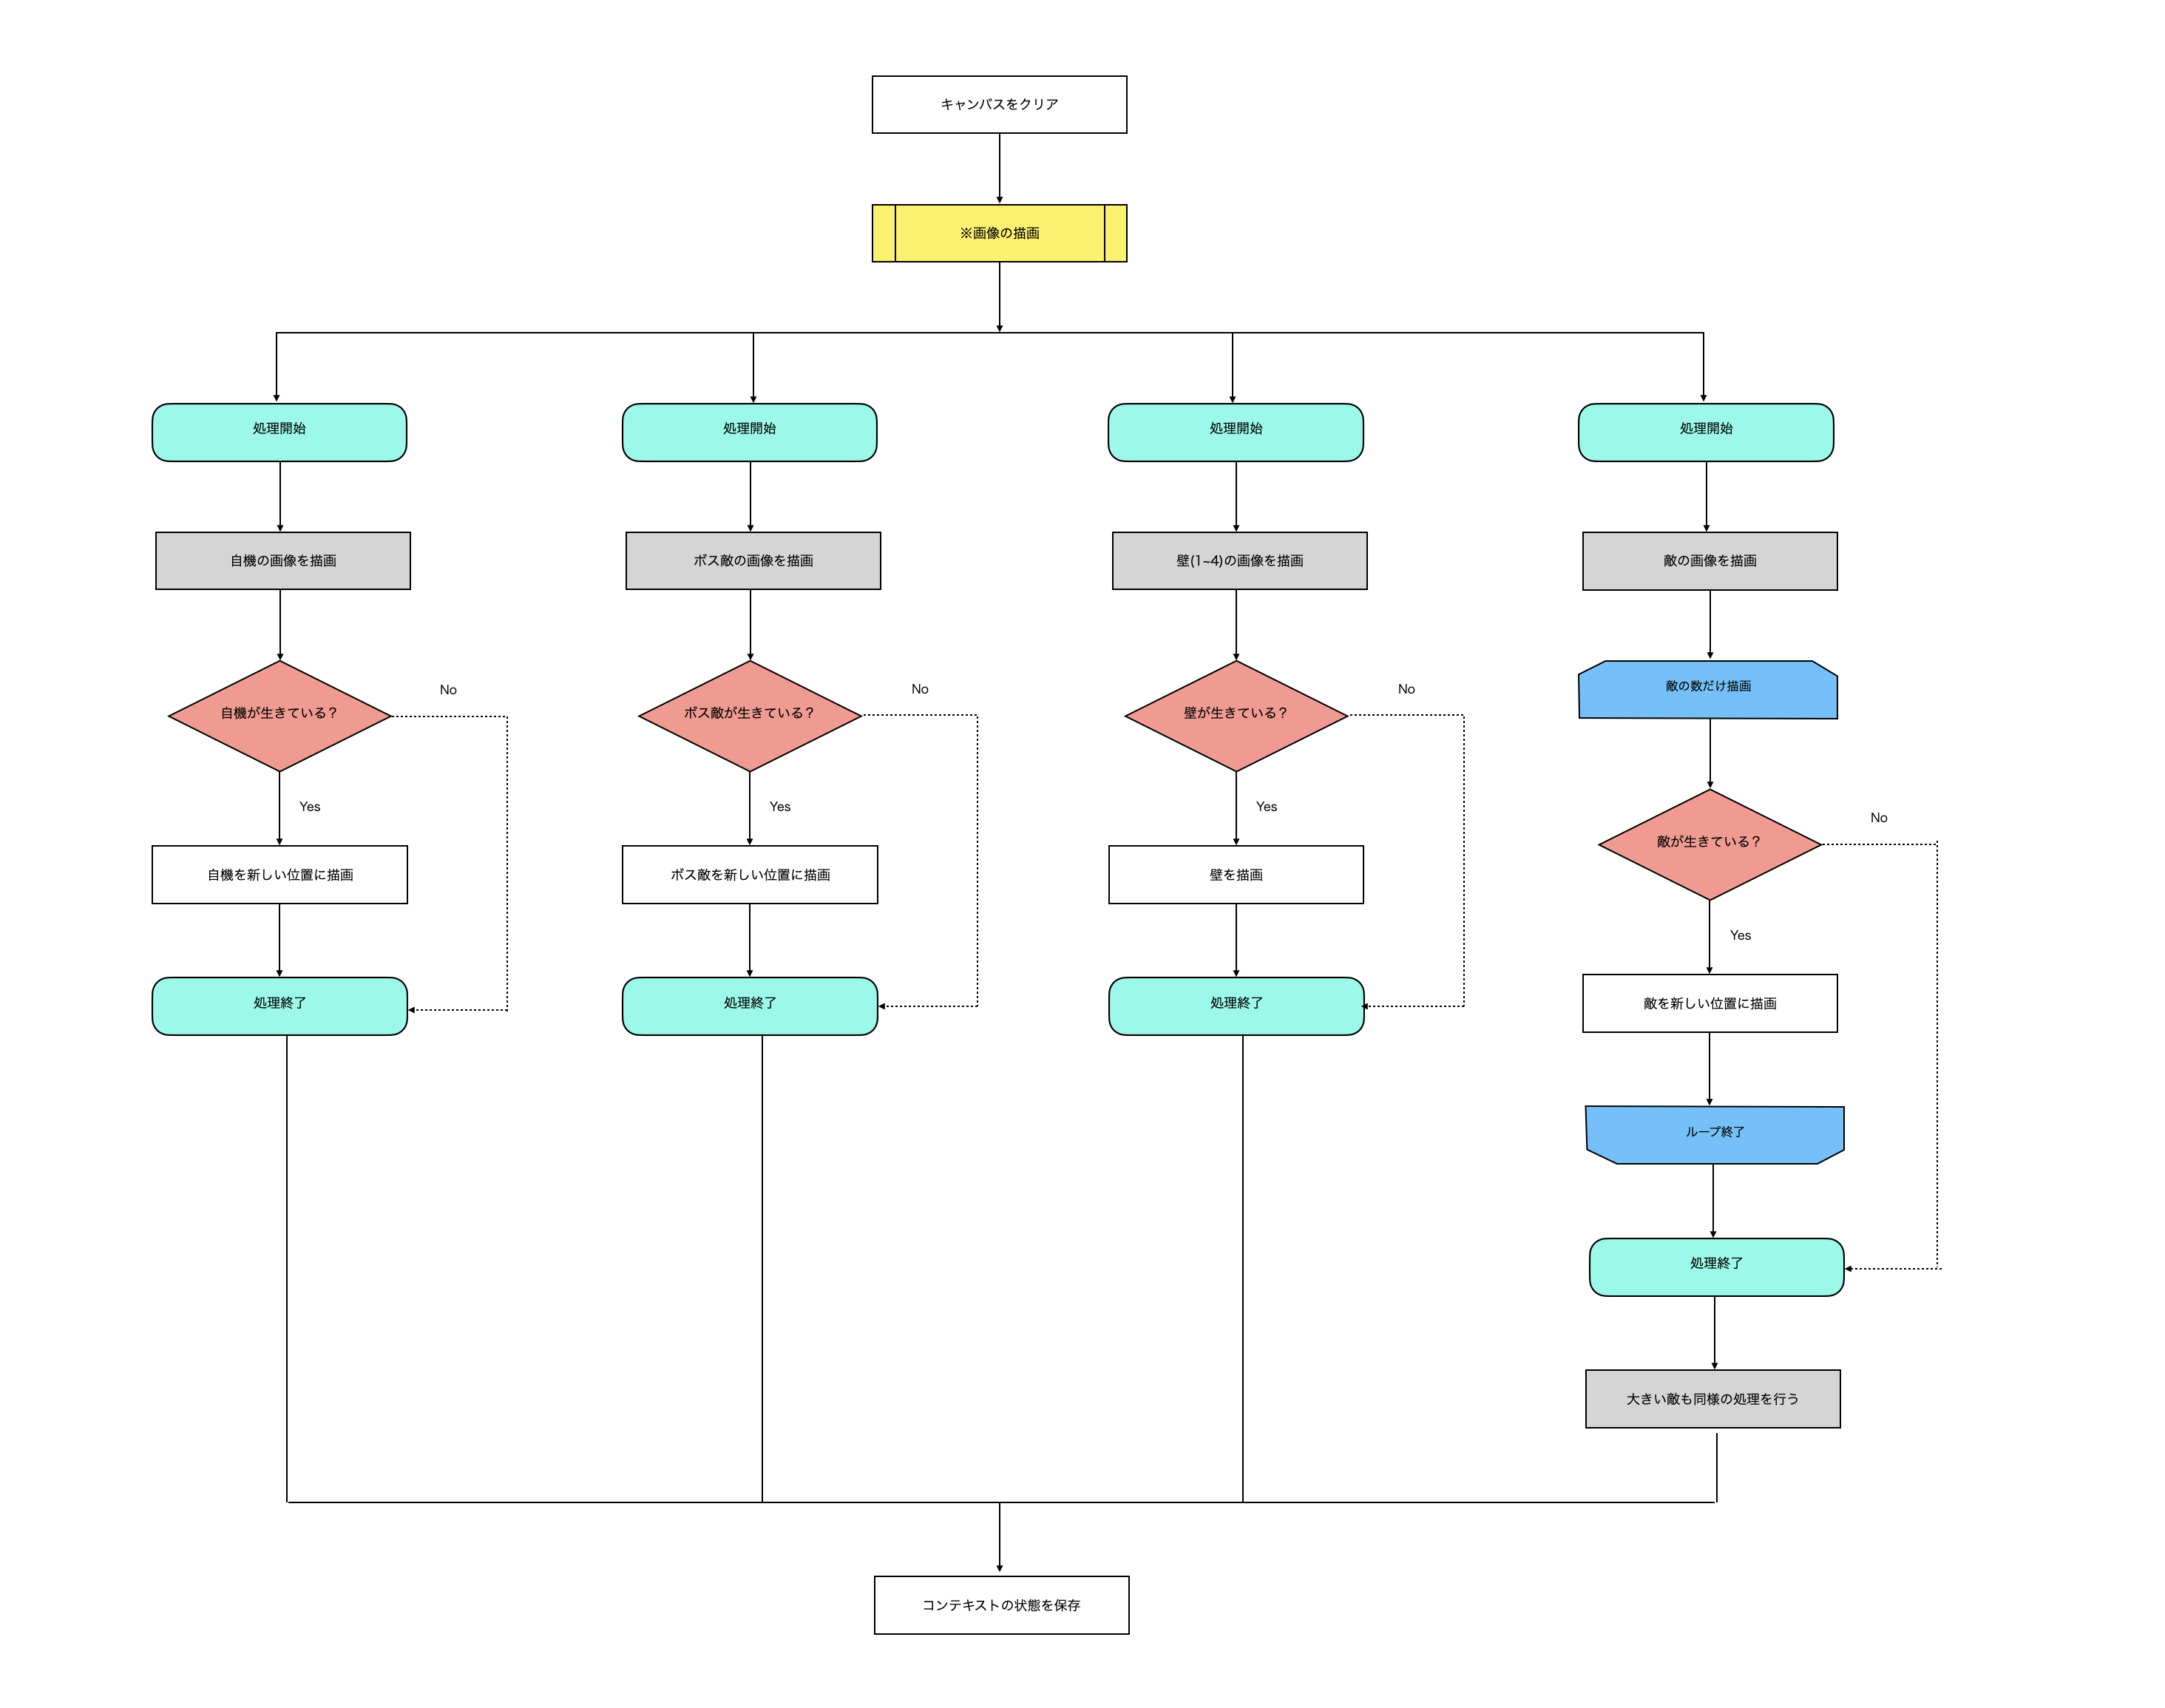 キャンバスをクリア
※画像の描画
処理開始
処理開始
処理開始
処理開始
自機の画像を描画
ボス敵の画像を描画
壁(1~4)の画像を描画
敵の画像を描画
自機が生きている？
No
ボス敵が生きている？
No
壁が生きている？
No
敵の数だけ描画
Yes
Yes
Yes
敵が生きている？
No
自機を新しい位置に描画
ボス敵を新しい位置に描画
壁を描画
Yes
処理終了
処理終了
処理終了
敵を新しい位置に描画
ループ終了
処理終了
大きい敵も同様の処理を行う
コンテキストの状態を保存